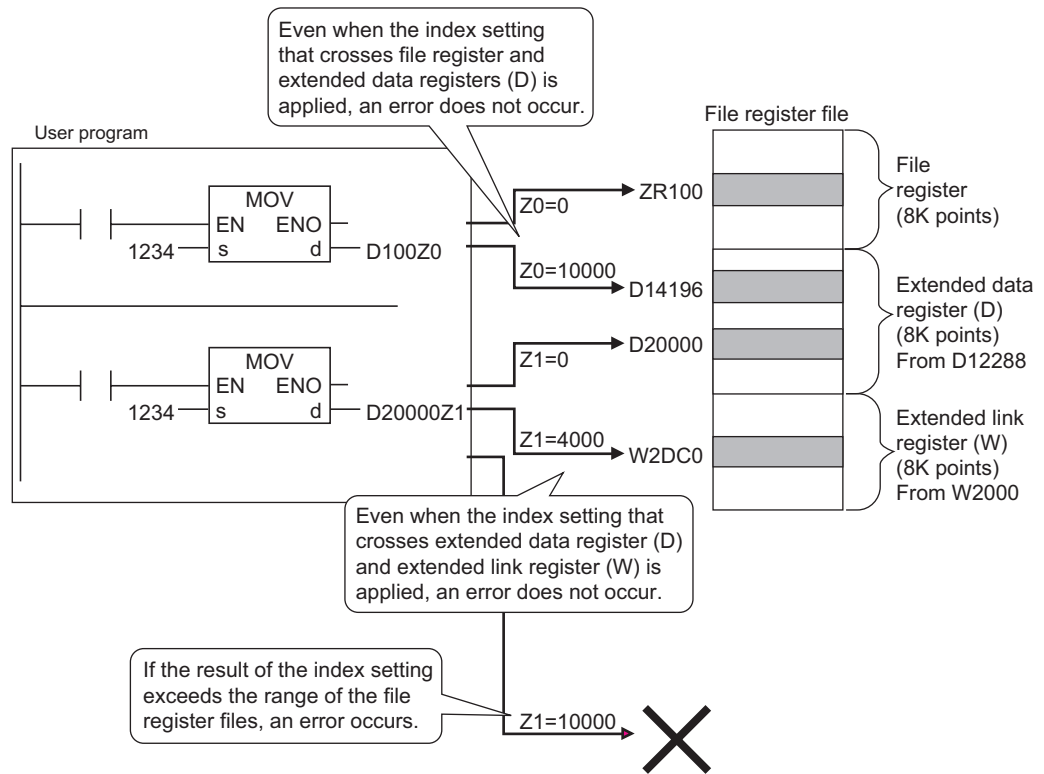 Even when the index setting
that crosses file register and
extended data registers (D) is
applied, an error does not occur.
User program
File register file
MOV
EN ENO
1234 s d D100Z0
Z0=0
ZR100
Z0=10000
D14196
File
register
(8K points)
Extended data
register (D)
(8K points)
From D12288
MOV
EN ENO
1234 s d D20000Z1
Z1=0
D20000
Z1=4000
W2DC0
Extended link
register (W)
(8K points)
From W2000
Even when the index setting that
crosses extended data register (D)
and extended link register (W) is
applied, an error does not occur.
If the result of the index setting
exceeds the range of the file
register files, an error occurs.
Z1=10000